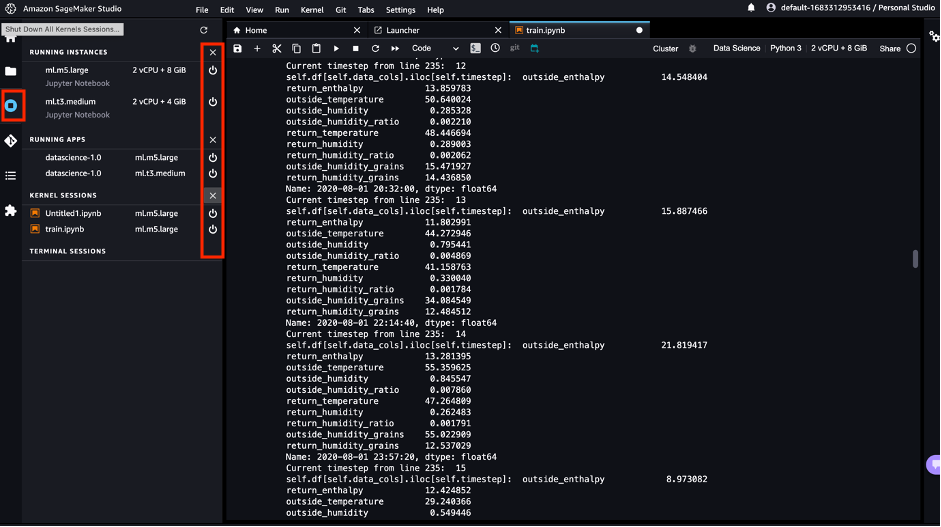 Amazon SageMaker Studio File Edit View Run Kernel Git Tabs Settings Help default-1683312953416 / Personal Studio
Shut Down All Kernels Sessions...
Home Launcher train.ipynb
Code git Cluster Data Science Python 3 2 vCPU + 8 GiB Share
RUNNING INSTANCES
ml.m5.large 2 vCPU + 8 GiB
Jupyter Notebook
ml.t3.medium 2 vCPU + 4 GiB
Jupyter Notebook
RUNNING APPS
datascience-1.0 ml.m5.large
datascience-1.0 ml.t3.medium
KERNEL SESSIONS
Untitled1.ipynb ml.m5.large
train.ipynb ml.m5.large
TERMINAL SESSIONS
Current timestep from line 235: 12
self.df[self.data_cols].iloc[self.timestep]: outside_enthalpy 14.548404
return_enthalpy 13.859783
outside_temperature 50.640024
outside_humidity 0.285328
outside_humidity_ratio 0.002210
return_temperature 48.446694
return_humidity 0.289003
return_humidity_ratio 0.002062
outside_humidity_grains 15.471927
return_humidity_grains 14.436850
Name: 2020-08-01 20:32:00, dtype: float64
Current timestep from line 235: 13
self.df[self.data_cols].iloc[self.timestep]: outside_enthalpy 15.887466
return_enthalpy 11.802991
outside_temperature 44.272946
outside_humidity 0.795441
outside_humidity_ratio 0.004869
return_temperature 41.158763
return_humidity 0.330040
return_humidity_ratio 0.001784
outside_humidity_grains 34.084549
return_humidity_grains 12.484512
Name: 2020-08-01 22:14:40, dtype: float64
Current timestep from line 235: 14
self.df[self.data_cols].iloc[self.timestep]: outside_enthalpy 21.819417
return_enthalpy 13.281395
outside_temperature 55.359625
outside_humidity 0.845547
outside_humidity_ratio 0.007860
return_temperature 47.264809
return_humidity 0.262483
return_humidity_ratio 0.001791
outside_humidity_grains 55.022909
return_humidity_grains 12.537029
Name: 2020-08-01 23:57:20, dtype: float64
Current timestep from line 235: 15
self.df[self.data_cols].iloc[self.timestep]: outside_enthalpy 8.973082
return_enthalpy 12.424852
outside_temperature 29.240366
outside_humidity 0.549446